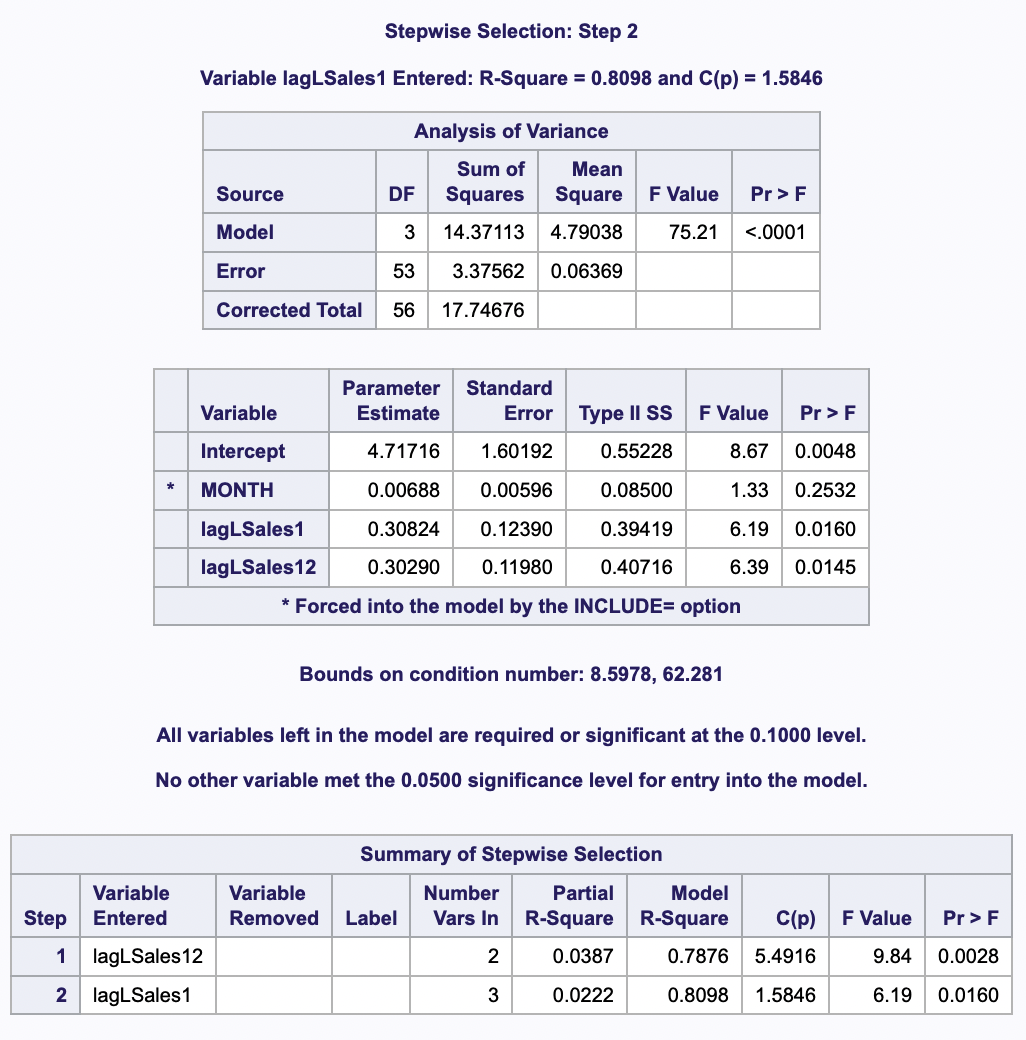 Stepwise Selection: Step 2
Variable lagLSales1 Entered: R-Square = 0.8098 and C(p) = 1.5846
Analysis of Variance
Source DF Sum of Squares Mean Square F Value Pr > F
Model 3 14.37113 4.79038 75.21 <.0001
Error 53 3.37562 0.06369
Corrected Total 56 17.74676
Variable Parameter Estimate Standard Error Type II SS F Value Pr > F
Intercept 4.71716 1.60192 0.55228 8.67 0.0048
* MONTH 0.00688 0.00596 0.08500 1.33 0.2532
lagLSales1 0.30824 0.12390 0.39419 6.19 0.0160
lagLSales12 0.30290 0.11980 0.40716 6.39 0.0145
* Forced into the model by the INCLUDE= option
Bounds on condition number: 8.5978, 62.281
All variables left in the model are required or significant at the 0.1000 level.
No other variable met the 0.0500 significance level for entry into the model.
Summary of Stepwise Selection
Step Variable Entered Variable Removed Label Number Vars In Partial R-Square Model R-Square C(p) F Value Pr > F
1 lagLSales12 2 0.0387 0.7876 5.4916 9.84 0.0028
2 lagLSales1 3 0.0222 0.8098 1.5846 6.19 0.0160